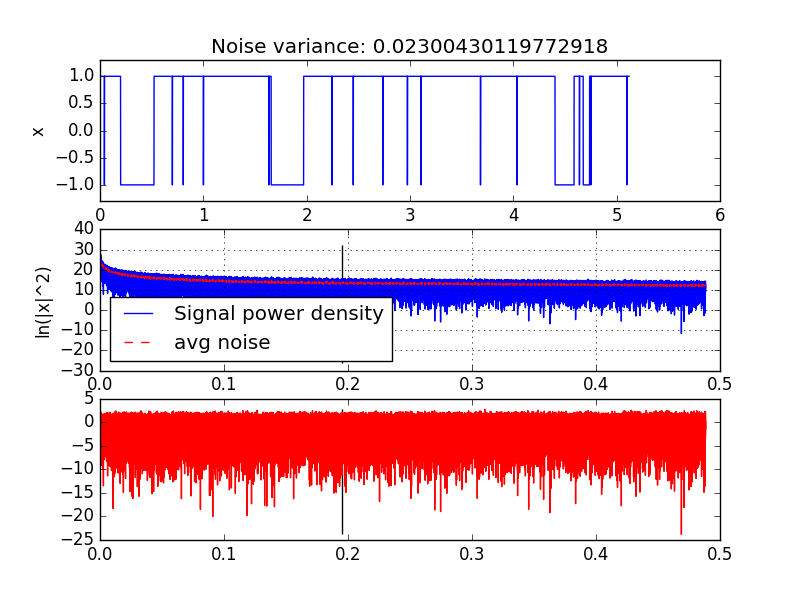 Noise variance: 0.02300430119772918
x
1.0
0.5
0.0
−0.5
−1.0
0 1 2 3 4 5 6
ln(|x|^2)
40
30
20
10
0
−10
−20
−30
Signal power density
avg noise
0.0 0.1 0.2 0.3 0.4 0.5
5
0
−5
−10
−15
−20
−25
0.0 0.1 0.2 0.3 0.4 0.5